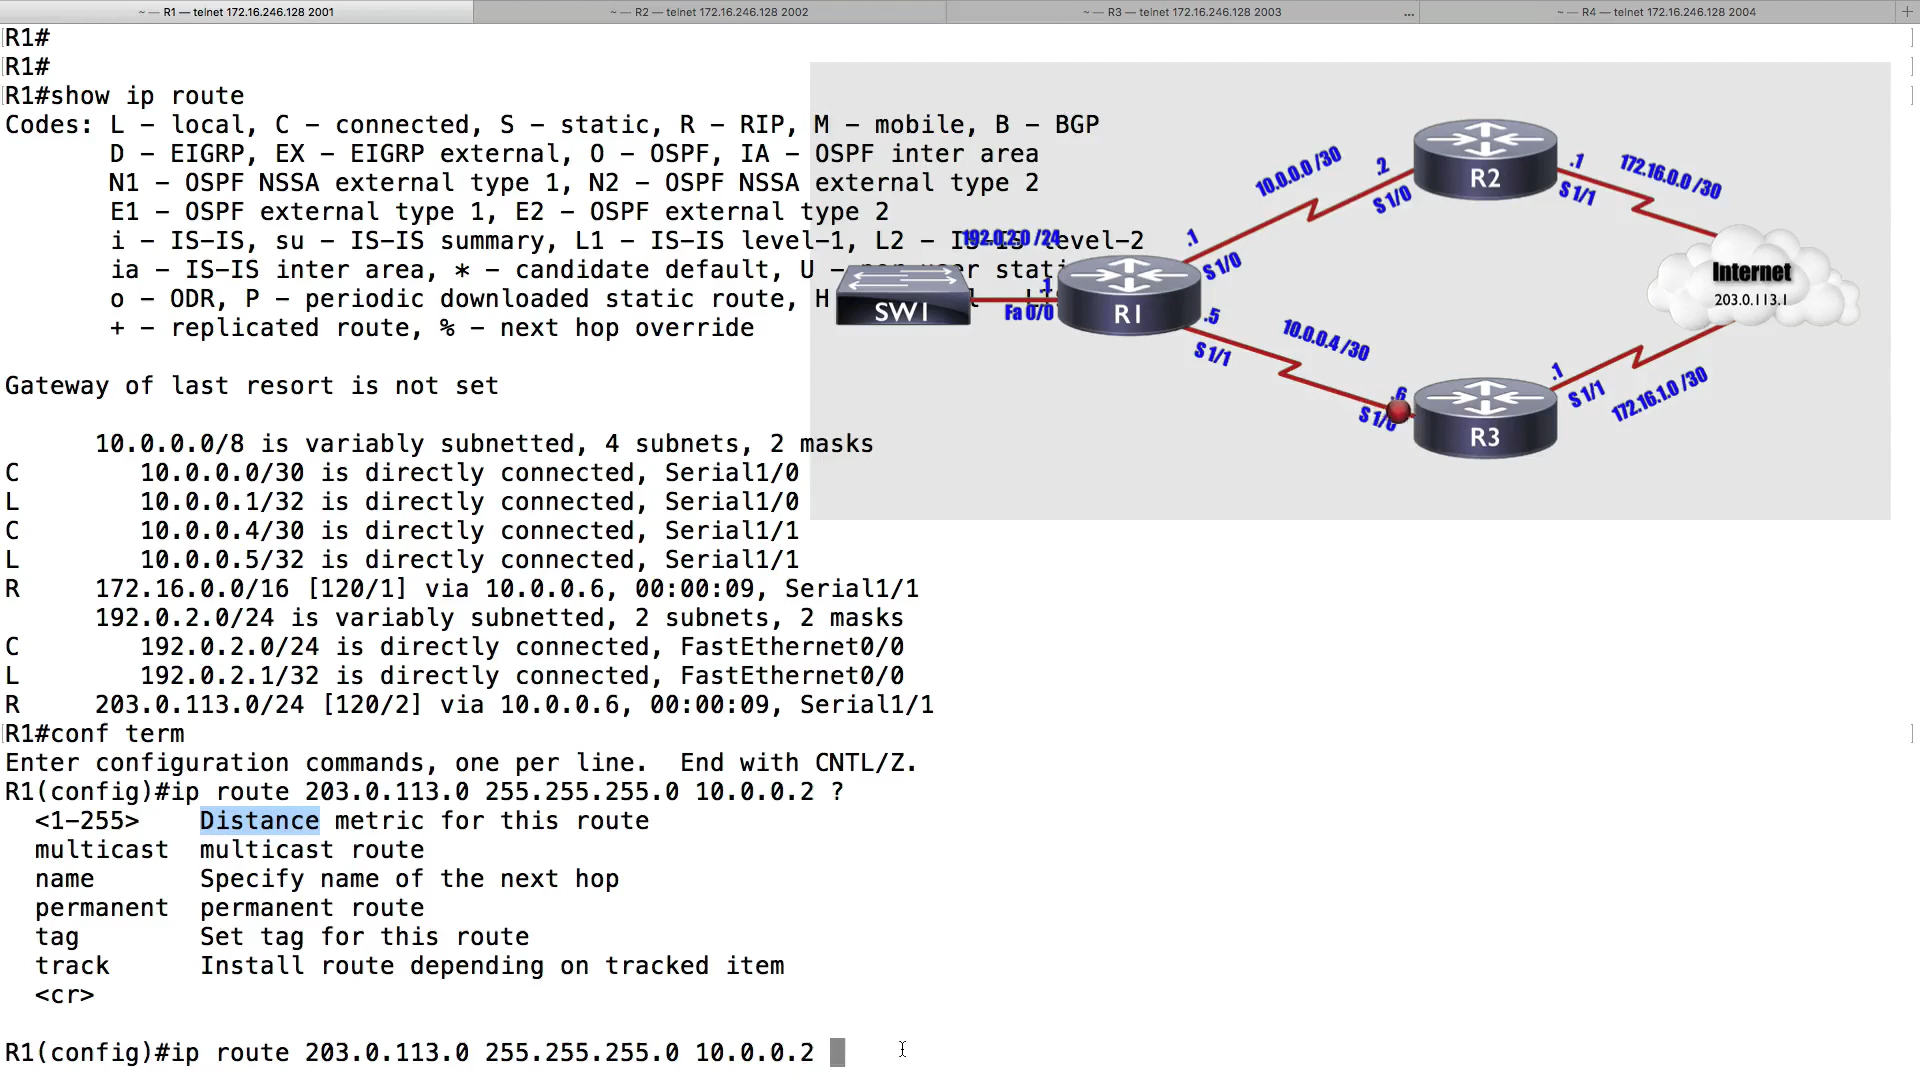 ~ — R1 — telnet 172.16.246.128 2001
~ — R2 — telnet 172.16.246.128 2002
~ — R3 — telnet 172.16.246.128 2003
...
~ — R4 — telnet 172.16.246.128 2004
+
R1#
R1#
R1#show ip route
Codes: L - local, C - connected, S - static, R - RIP, M - mobile, B - BGP
D - EIGRP, EX - EIGRP external, O - OSPF, IA - OSPF inter area
N1 - OSPF NSSA external type 1, N2 - OSPF NSSA external type 2
E1 - OSPF external type 1, E2 - OSPF external type 2
i - IS-IS, su - IS-IS summary, L1 - IS-IS level-1, L2 - IS-IS level-2
ia - IS-IS inter area, * - candidate default, U -
o - ODR, P - periodic downloaded static route, H
+ - replicated route, % - next hop override
Gateway of last resort is not set
10.0.0.0/8 is variably subnetted, 4 subnets, 2 masks
C 10.0.0.0/30 is directly connected, Serial1/0
L 10.0.0.1/32 is directly connected, Serial1/0
C 10.0.0.4/30 is directly connected, Serial1/1
L 10.0.0.5/32 is directly connected, Serial1/1
R 172.16.0.0/16 [120/1] via 10.0.0.6, 00:00:09, Serial1/1
192.0.2.0/24 is variably subnetted, 2 subnets, 2 masks
C 192.0.2.0/24 is directly connected, FastEthernet0/0
L 192.0.2.1/32 is directly connected, FastEthernet0/0
R 203.0.113.0/24 [120/2] via 10.0.0.6, 00:00:09, Serial1/1
R1#conf term
Enter configuration commands, one per line. End with CNTL/Z.
R1(config)#ip route 203.0.113.0 255.255.255.0 10.0.0.2 ?
<1-255> Distance metric for this route
multicast multicast route
name Specify name of the next hop
permanent permanent route
tag Set tag for this route
track Install route depending on tracked item
<cr>
R1(config)#ip route 203.0.113.0 255.255.255.0 10.0.0.2
192.0.2.0 /24
SW1
.1
Fa 0/0
R1
.1
S 1/0
10.0.0.0 /30
.2
S 1/0
R2
.1
S 1/1
172.16.0.0 /30
Internet
203.0.113.1
.5
S 1/1
10.0.0.4 /30
.6
S 1/0
R3
.1
S 1/1
172.16.1.0 /30